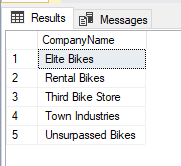 Results Messages
CompanyName
1 Elite Bikes
2 Rental Bikes
3 Third Bike Store
4 Town Industries
5 Unsurpassed Bikes